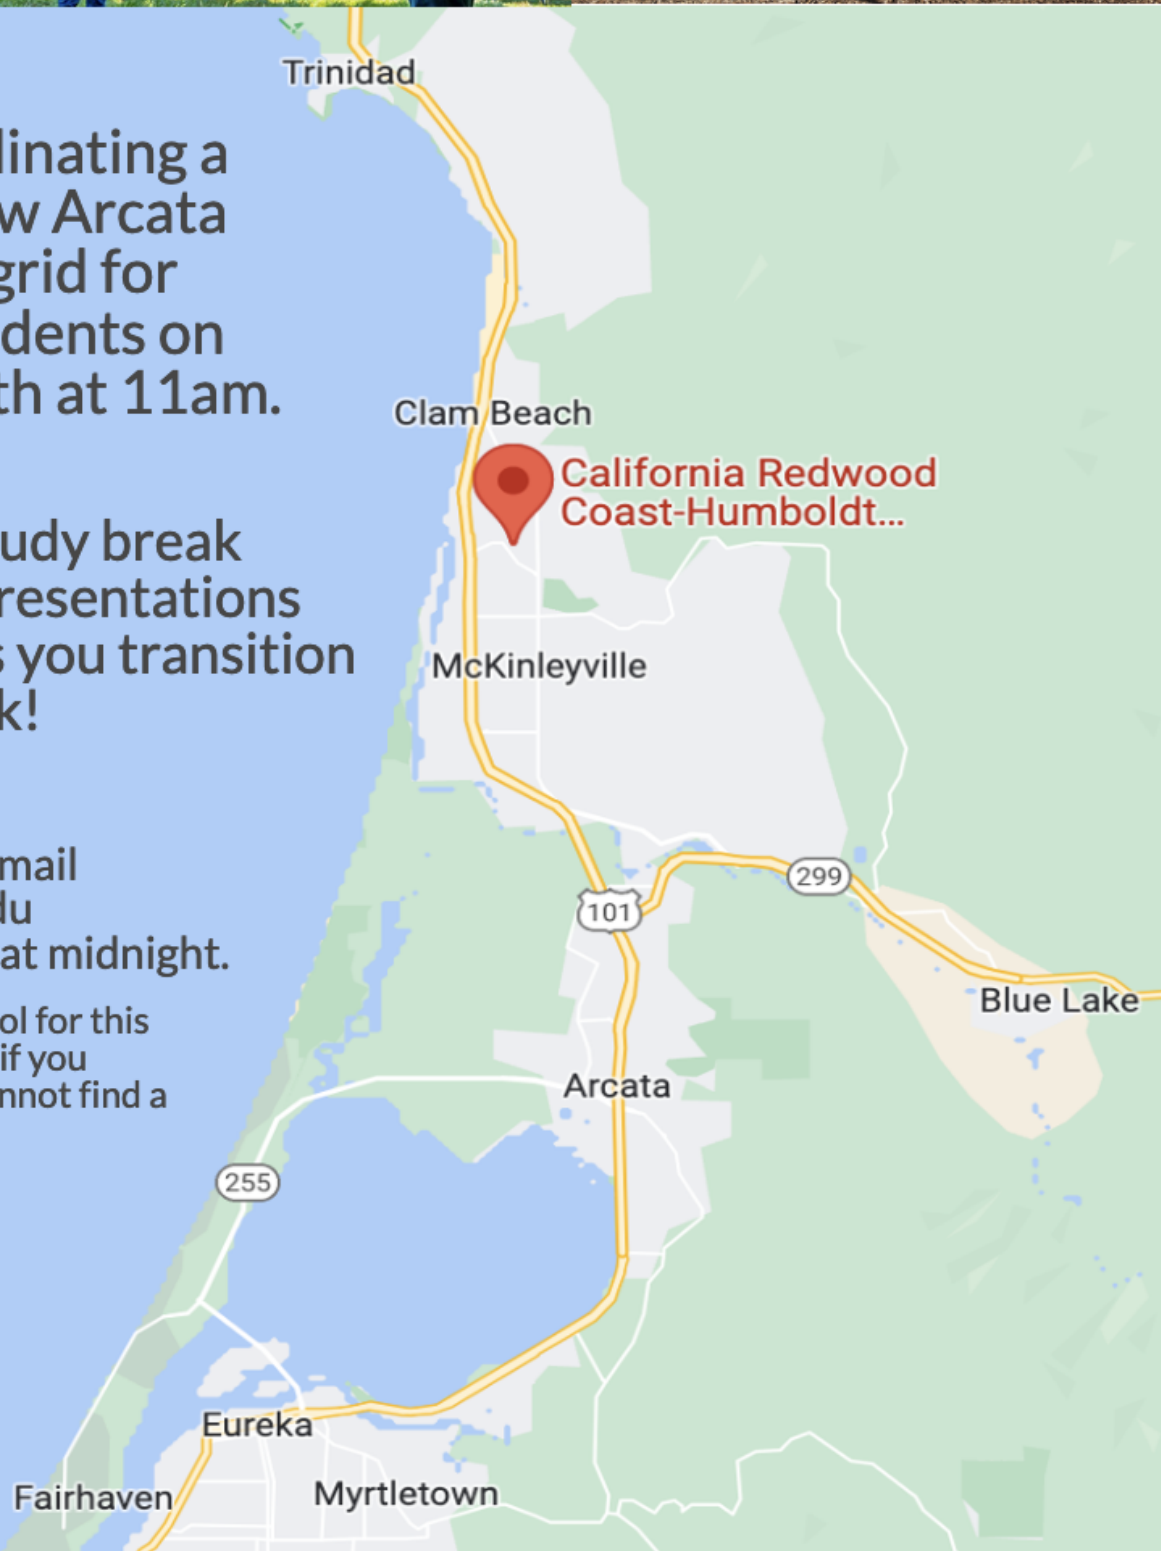 linating a
w Arcata
grid for
dents on
th at 11am.
udy break
resentations
s you transition
k!
mail
du
at midnight.
ol for this
if you
nnot find a
Trinidad
Clam Beach
California Redwood
Coast-Humboldt...
McKinleyville
299
101
Blue Lake
Arcata
255
Eureka
Fairhaven
Myrtletown